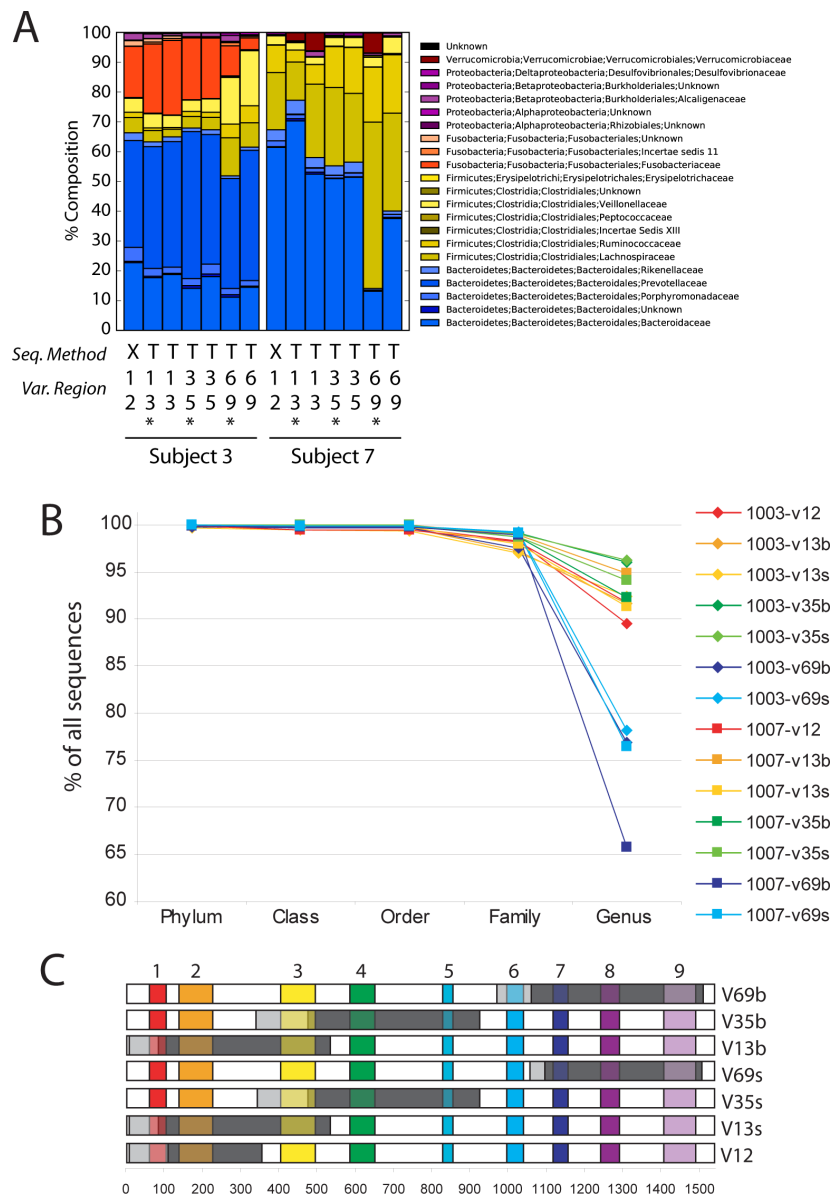 A
100
90
80
70
60
50
40
30
20
10
0
% Composition
Unknown
Verrucomicrobia;Verrucomicrobiae;Verrucomicrobiales;Verrucomicrobiaceae
Proteobacteria;Deltaproteobacteria;Desulfovibrionales;Desulfovibrionaceae
Proteobacteria;Betaproteobacteria;Burkholderiales;Unknown
Proteobacteria;Betaproteobacteria;Burkholderiales;Alcaligenaceae
Proteobacteria;Alphaproteobacteria;Unknown
Proteobacteria;Alphaproteobacteria;Rhizobiales;Unknown
Fusobacteria;Fusobacteria;Fusobacteriales;Unknown
Fusobacteria;Fusobacteria;Fusobacteriales;Incertae sedis 11
Fusobacteria;Fusobacteria;Fusobacteriales;Fusobacteriaceae
Firmicutes;Erysipelotrichi;Erysipelotrichales;Erysipelotrichaceae
Firmicutes;Clostridia;Clostridiales;Unknown
Firmicutes;Clostridia;Clostridiales;Veillonellaceae
Firmicutes;Clostridia;Clostridiales;Peptococcaceae
Firmicutes;Clostridia;Clostridiales;Incertae Sedis XIII
Firmicutes;Clostridia;Clostridiales;Ruminococcaceae
Firmicutes;Clostridia;Clostridiales;Lachnospiraceae
Bacteroidetes;Bacteroidetes;Bacteroidales;Rikenellaceae
Bacteroidetes;Bacteroidetes;Bacteroidales;Prevotellaceae
Bacteroidetes;Bacteroidetes;Bacteroidales;Porphyromonadaceae
Bacteroidetes;Bacteroidetes;Bacteroidales;Unknown
Bacteroidetes;Bacteroidetes;Bacteroidales;Bacteroidaceae
Seq. Method X T T T T T T X T T T T T T
Var. Region 1 1 1 3 3 6 6 1 1 1 3 3 6 6
2 3 3 5 5 9 9 2 3 3 5 5 9 9
* * * * * *
Subject 3 Subject 7
B
100
95
90
85
80
75
70
65
60
% of all sequences
Phylum Class Order Family Genus
1003-v12
1003-v13b
1003-v13s
1003-v35b
1003-v35s
1003-v69b
1003-v69s
1007-v12
1007-v13b
1007-v13s
1007-v35b
1007-v35s
1007-v69b
1007-v69s
C
1 2 3 4 5 6 7 8 9
V69b
V35b
V13b
V69s
V35s
V13s
V12
0 100 200 300 400 500 600 700 800 900 1000 1100 1200 1300 1400 1500